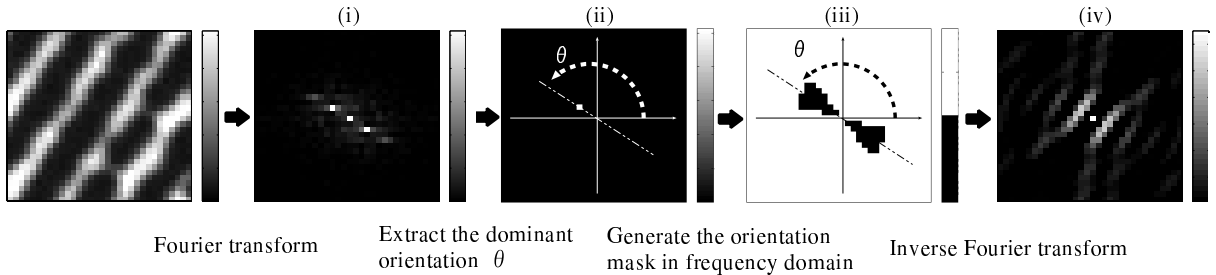 (i)
(ii)
(iii)
(iv)
θ
θ
Fourier transform
Extract the dominant
orientation θ
Generate the orientation
mask in frequency domain
Inverse Fourier transform